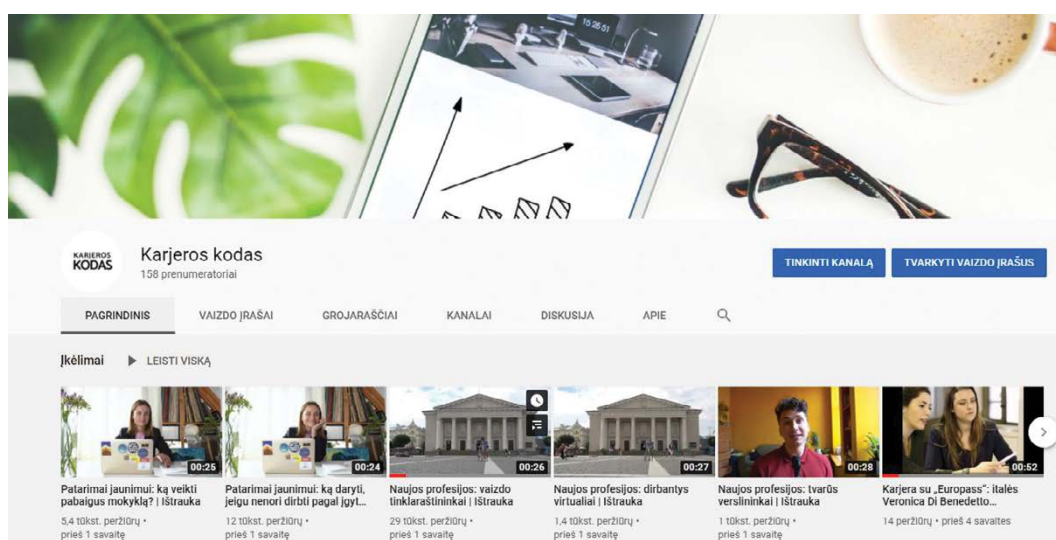 15 25 51
KARJEROS
KODAS
Karjeros kodas
158 prenumeratoriai
TINKINTI KANALĄ
TVARKYTI VAIZDO ĮRAŠUS
PAGRINDINIS
VAIZDO ĮRAŠAI
GROJARAŠČIAI
KANALAI
DISKUSIJA
APIE
Įkėlimai
LEISTI VISKĄ
00:25
00:24
00:26
00:27
00:28
00:52
Patarimai jaunimui: ką veikti
pabaigus mokyklą? | Ištrauka
5,4 tūkst. peržiūrų •
prieš 1 savaitę
Patarimai jaunimui: ką daryti,
jeigu nenori dirbti pagal įgyt...
12 tūkst. peržiūrų •
prieš 1 savaitę
Naujos profesijos: vaizdo
tinklaraštininkai | Ištrauka
29 tūkst. peržiūrų •
prieš 1 savaitę
Naujos profesijos: dirbantys
virtualiai | Ištrauka
1,4 tūkst. peržiūrų •
prieš 1 savaitę
Naujos profesijos: tvarūs
verslininkai | Ištrauka
1 tūkst. peržiūrų •
prieš 1 savaitę
Karjera su „Europass“: italės
Veronica Di Benedetto...
14 peržiūrų • prieš 4 savaites